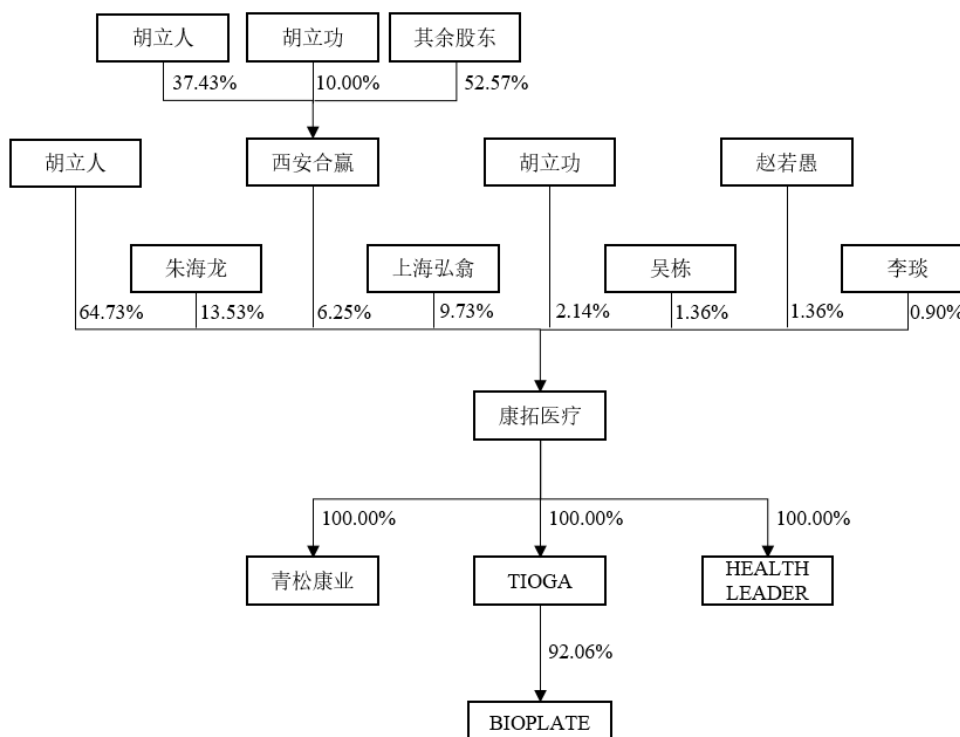 胡立人
胡立功
其余股东
37.43%
10.00%
52.57%
胡立人
西安合赢
胡立功
赵若愚
朱海龙
上海弘翕
吴栋
李琰
64.73%
13.53%
6.25%
9.73%
2.14%
1.36%
1.36%
0.90%
康拓医疗
100.00%
100.00%
100.00%
青松康业
TIOGA
HEALTH
LEADER
92.06%
BIOPLATE